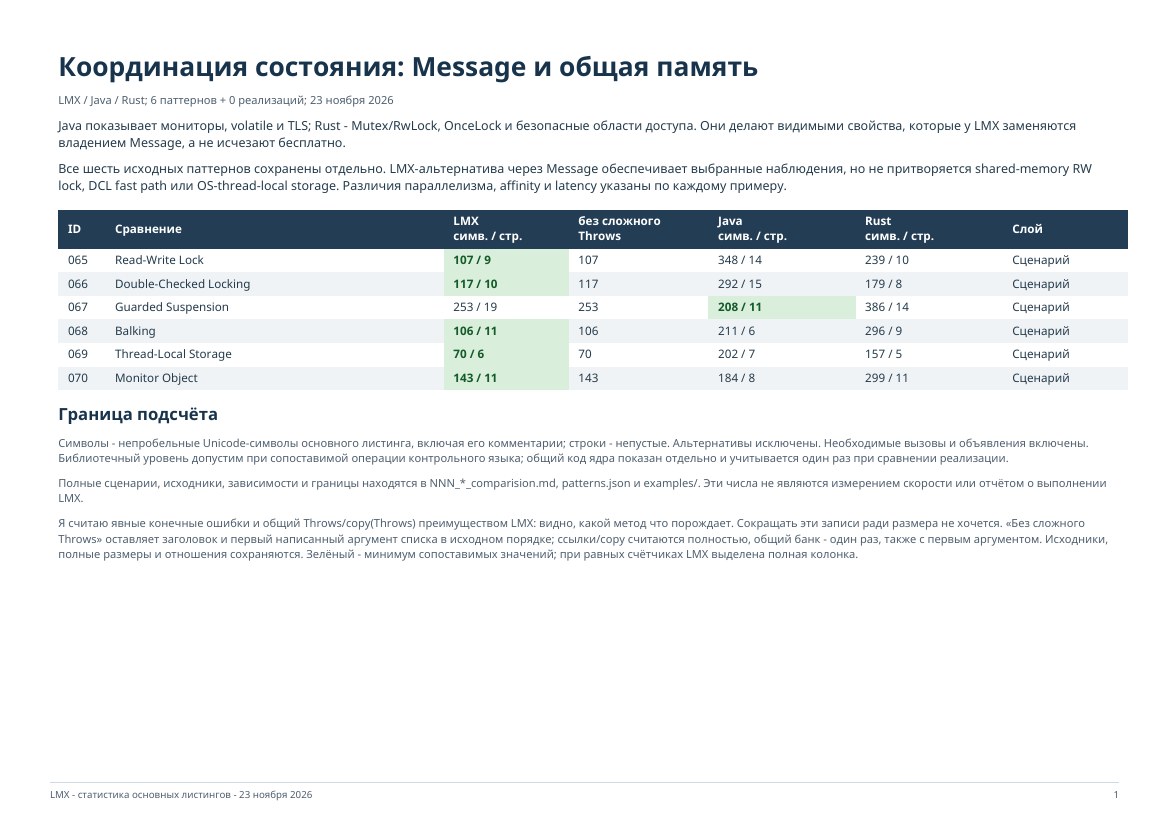 Координация состояния: Message и общая память
LMX / Java / Rust; 6 паттернов + 0 реализаций; 23 ноября 2026
Java показывает мониторы, volatile и TLS; Rust - Mutex/RwLock, OnceLock и безопасные области доступа. Они делают видимыми свойства, которые у LMX заменяются
владением Message, а не исчезают бесплатно.
Все шесть исходных паттернов сохранены отдельно. LMX-альтернатива через Message обеспечивает выбранные наблюдения, но не притворяется shared-memory RW
lock, DCL fast path или OS-thread-local storage. Различия параллелизма, affinity и latency указаны по каждому примеру.
ID Сравнение LMX симв. / стр. без сложного Throws Java симв. / стр. Rust симв. / стр. Слой
065 Read-Write Lock 107 / 9 107 348 / 14 239 / 10 Сценарий
066 Double-Checked Locking 117 / 10 117 292 / 15 179 / 8 Сценарий
067 Guarded Suspension 253 / 19 253 208 / 11 386 / 14 Сценарий
068 Balking 106 / 11 106 211 / 6 296 / 9 Сценарий
069 Thread-Local Storage 70 / 6 70 202 / 7 157 / 5 Сценарий
070 Monitor Object 143 / 11 143 184 / 8 299 / 11 Сценарий
Граница подсчёта
Символы - непробельные Unicode-символы основного листинга, включая его комментарии; строки - непустые. Альтернативы исключены. Необходимые вызовы и объявления включены.
Библиотечный уровень допустим при сопоставимой операции контрольного языка; общий код ядра показан отдельно и учитывается один раз при сравнении реализации.
Полные сценарии, исходники, зависимости и границы находятся в NNN_*_comparision.md, patterns.json и examples/. Эти числа не являются измерением скорости или отчётом о выполнении
LMX.
Я считаю явные конечные ошибки и общий Throws/copy(Throws) преимуществом LMX: видно, какой метод что порождает. Сокращать эти записи ради размера не хочется. «Без сложного
Throws» оставляет заголовок и первый написанный аргумент списка в исходном порядке; ссылки/copy считаются полностью, общий банк - один раз, также с первым аргументом. Исходники,
полные размеры и отношения сохраняются. Зелёный - минимум сопоставимых значений; при равных счётчиках LMX выделена полная колонка.
LMX - статистика основных листингов - 23 ноября 2026 1